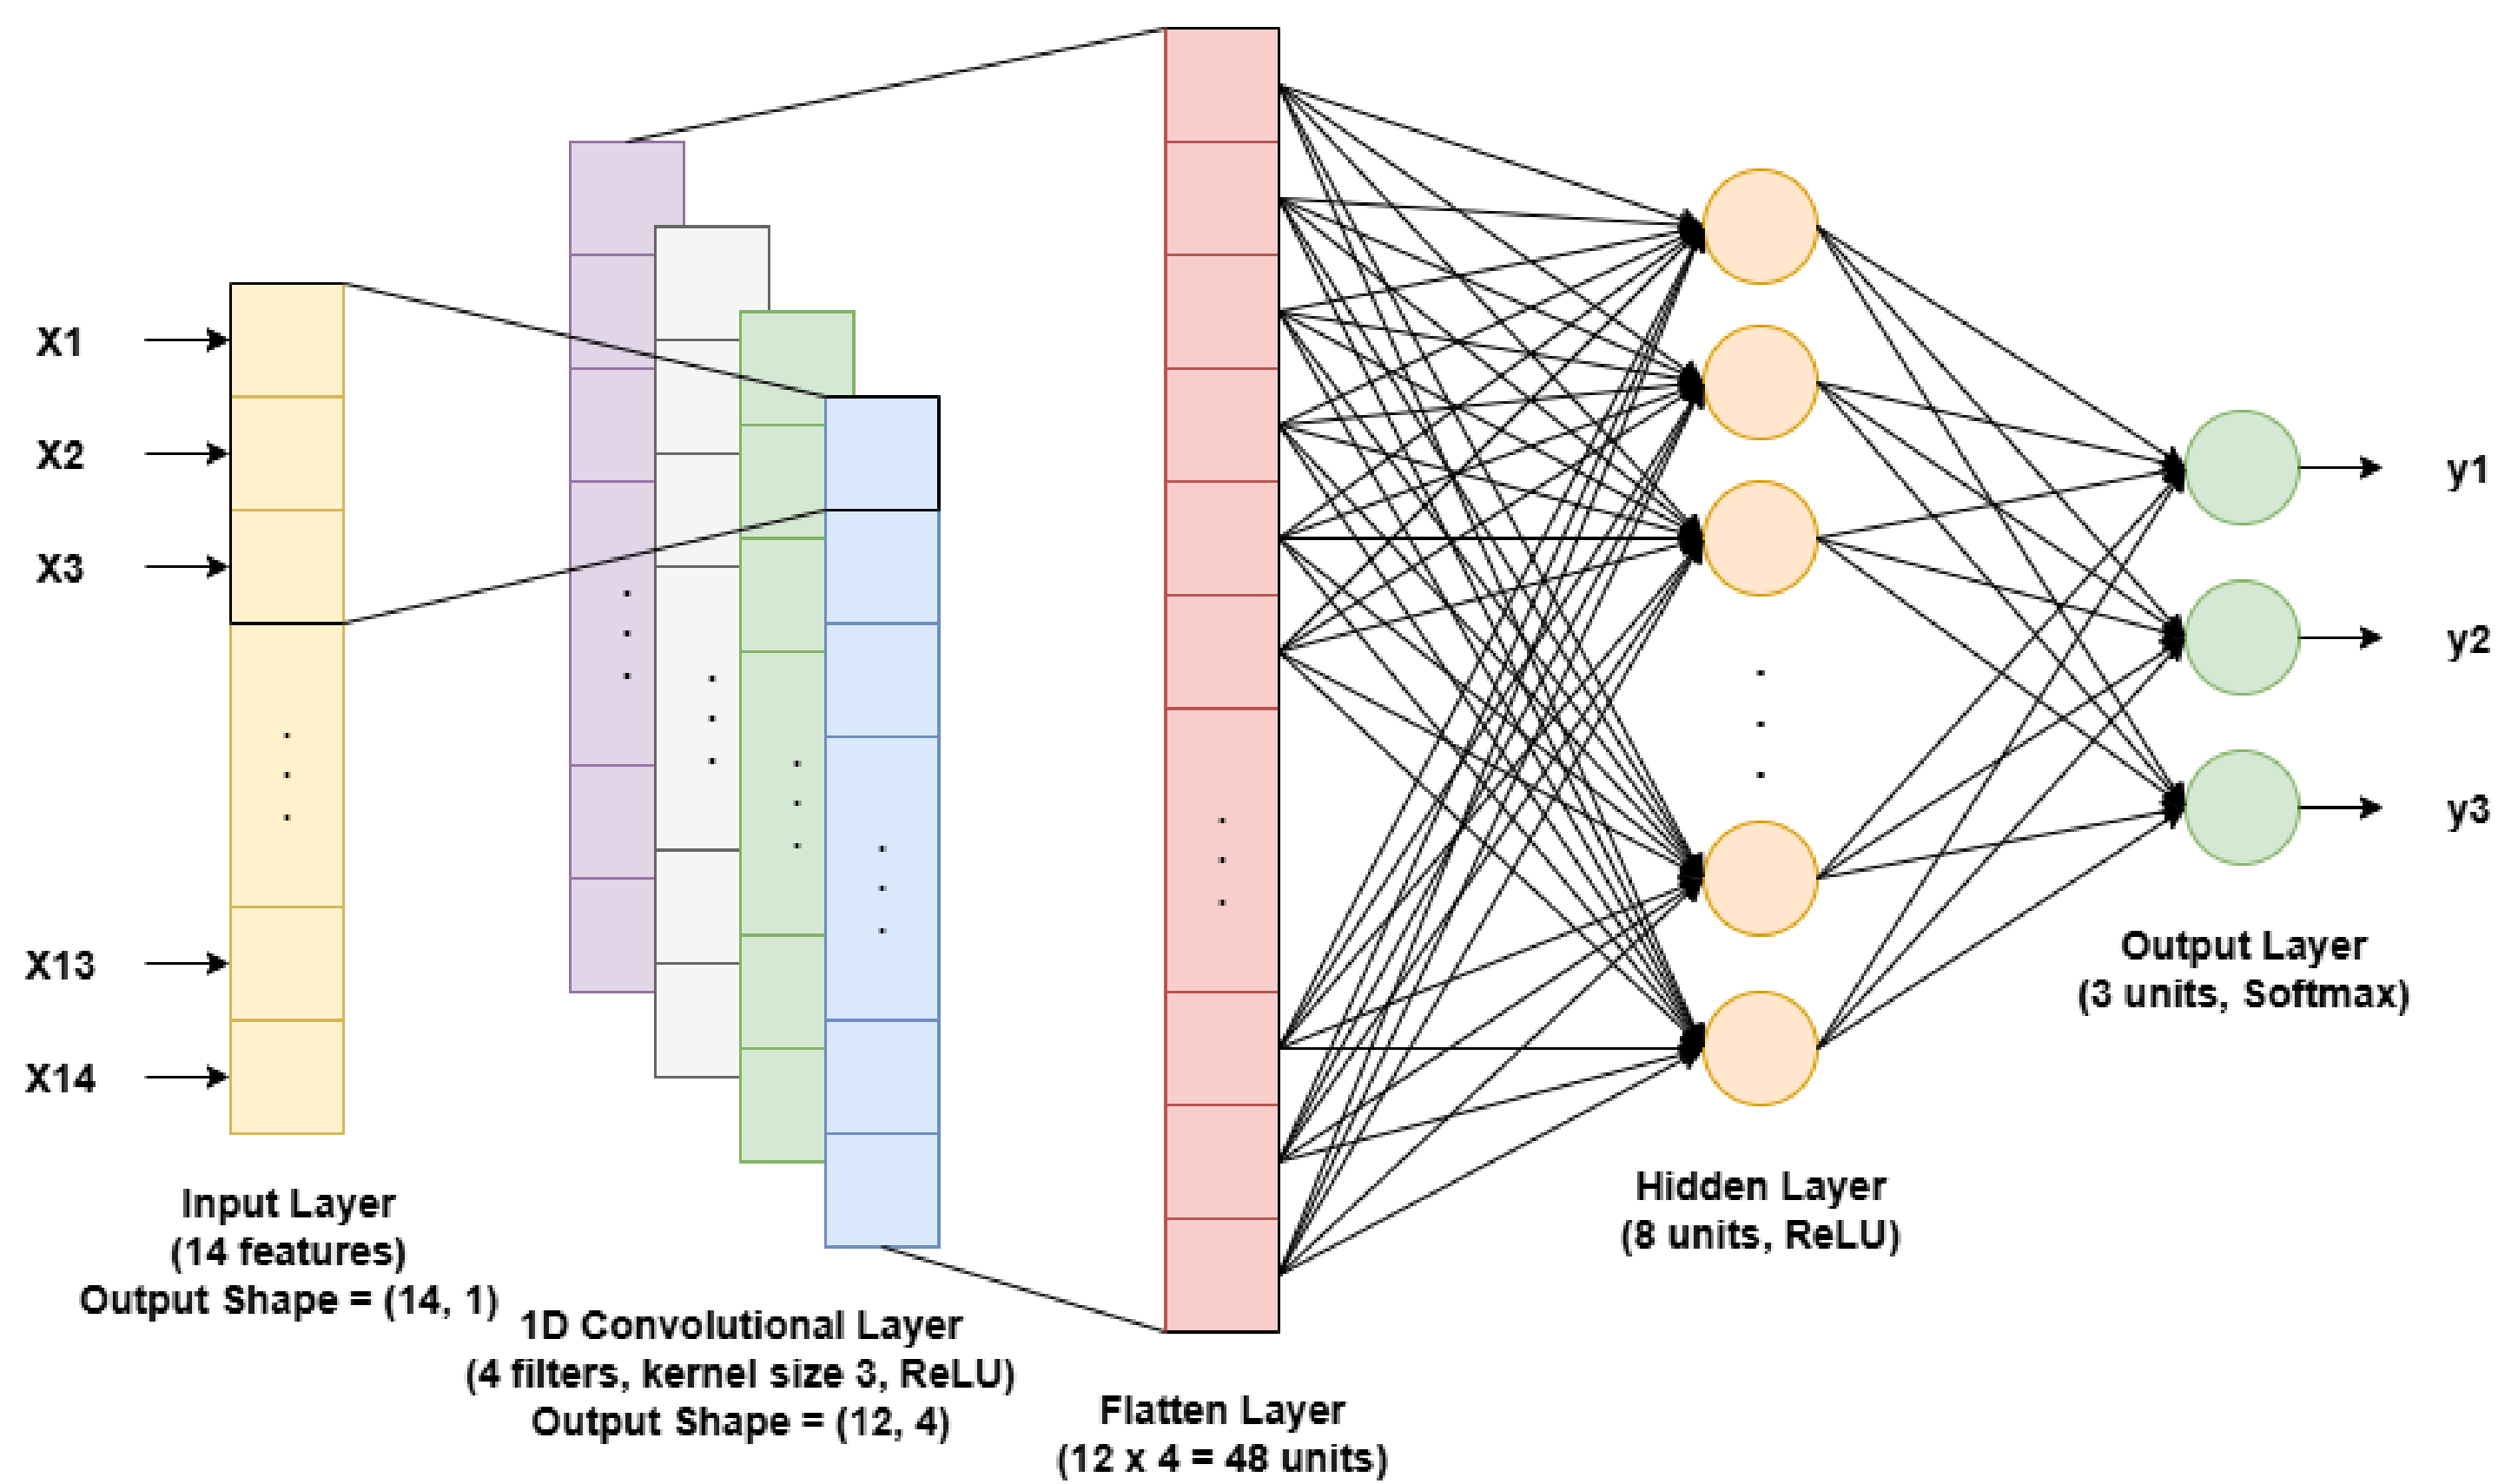 X1
X2
X3
X13
X14
Input Layer
(14 features)
Output Shape = (14, 1)
1D Convolutional Layer
(4 filters, kernel size 3, ReLU)
Output Shape = (12, 4)
Flatten Layer
(12 x 4 = 48 units)
Hidden Layer
(8 units, ReLU)
Output Layer
(3 units, Softmax)
y1
y2
y3